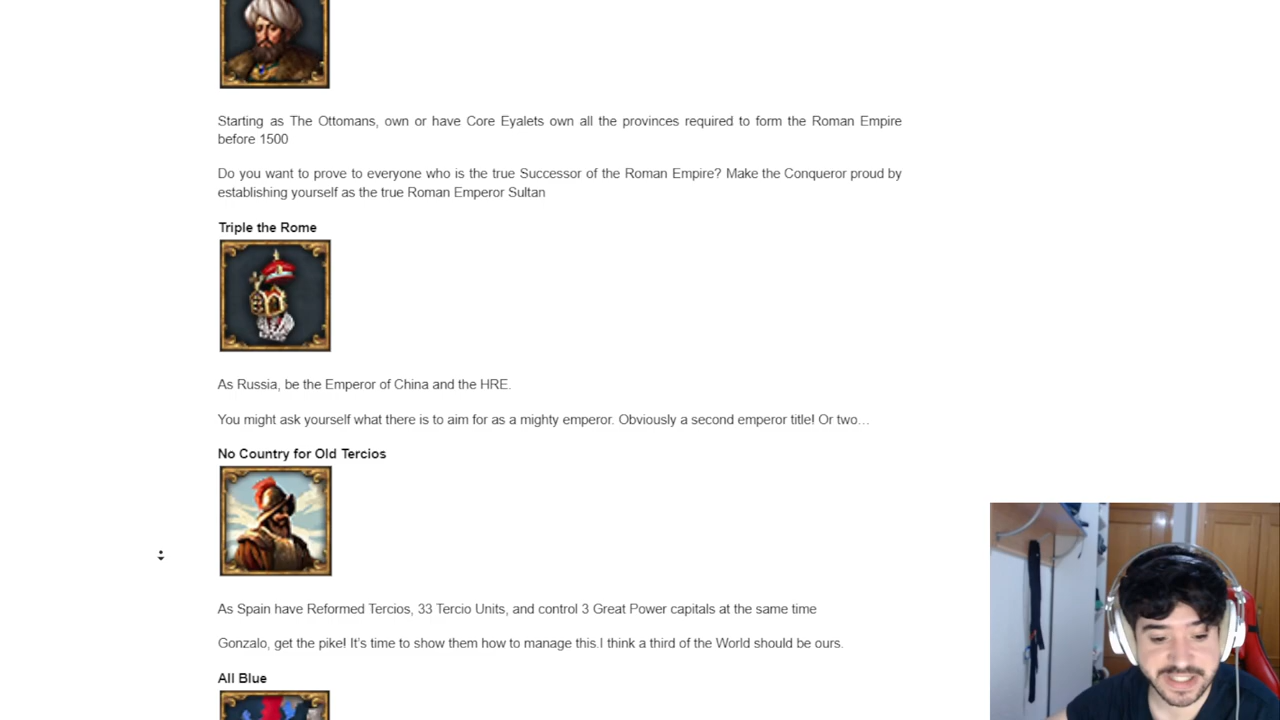 Starting as The Ottomans, own or have Core Eyalets own all the provinces required to form the Roman Empire
before 1500
Do you want to prove to everyone who is the true Successor of the Roman Empire? Make the Conqueror proud by
establishing yourself as the true Roman Emperor Sultan
Triple the Rome
As Russia, be the Emperor of China and the HRE.
You might ask yourself what there is to aim for as a mighty emperor. Obviously a second emperor title! Or two…
No Country for Old Tercios
As Spain have Reformed Tercios, 33 Tercio Units, and control 3 Great Power capitals at the same time
Gonzalo, get the pike! It's time to show them how to manage this.I think a third of the World should be ours.
All Blue